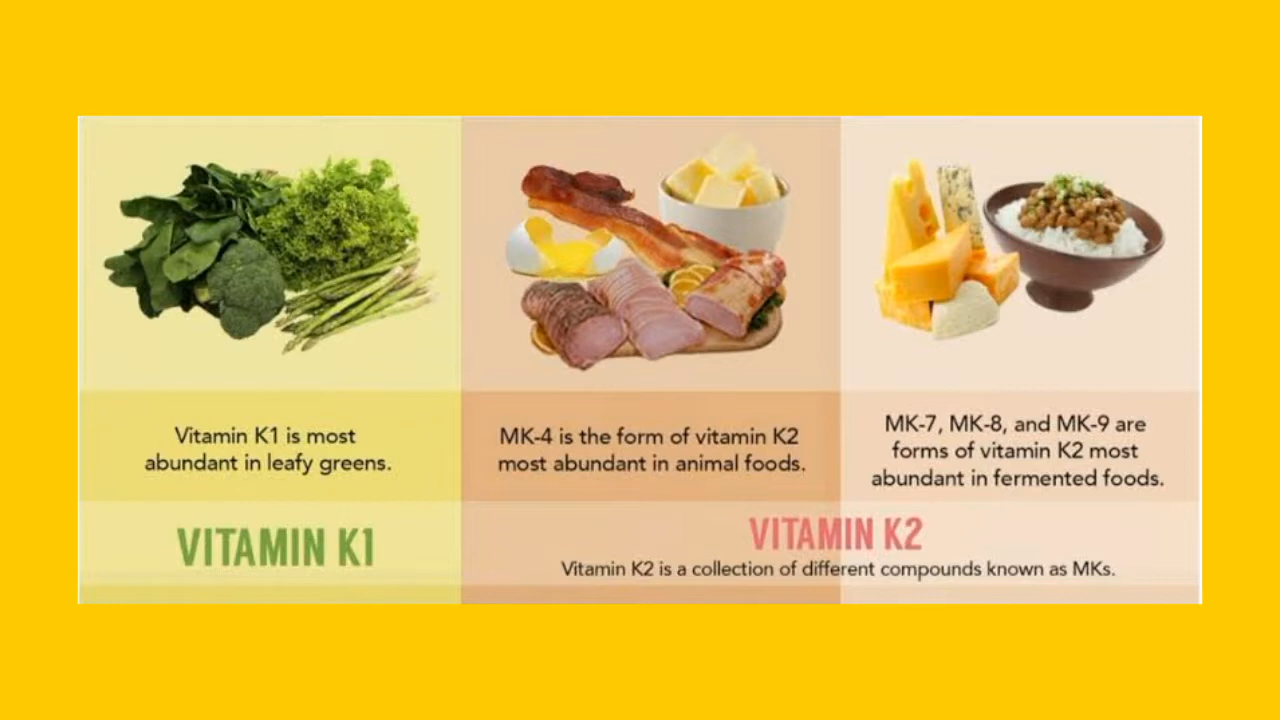 Vitamin K1 is most
abundant in leafy greens.
VITAMIN K1
MK-4 is the form of vitamin K2
most abundant in animal foods.
MK-7, MK-8, and MK-9 are
forms of vitamin K2 most
abundant in fermented foods.
VITAMIN K2
Vitamin K2 is a collection of different compounds known as MKs.